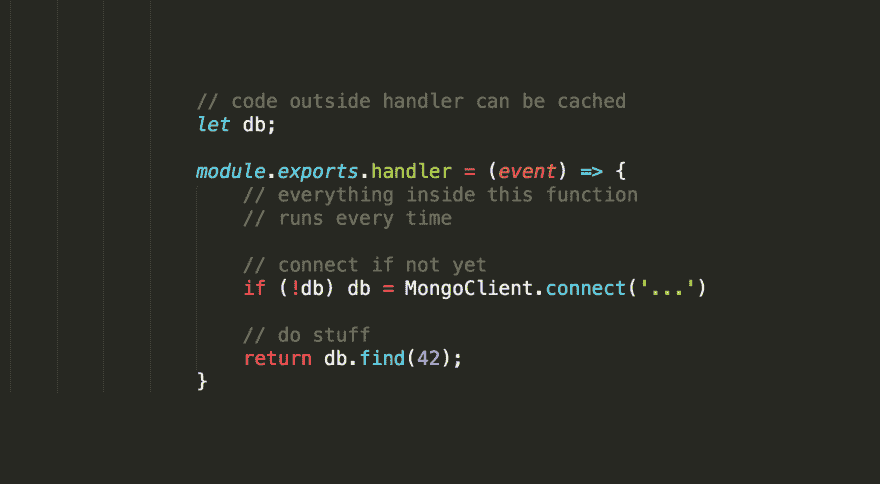 // code outside handler can be cached
let db;
module.exports.handler = (event) => {
// everything inside this function
// runs every time
// connect if not yet
if (!db) db = MongoClient.connect('...')
// do stuff
return db.find(42);
}